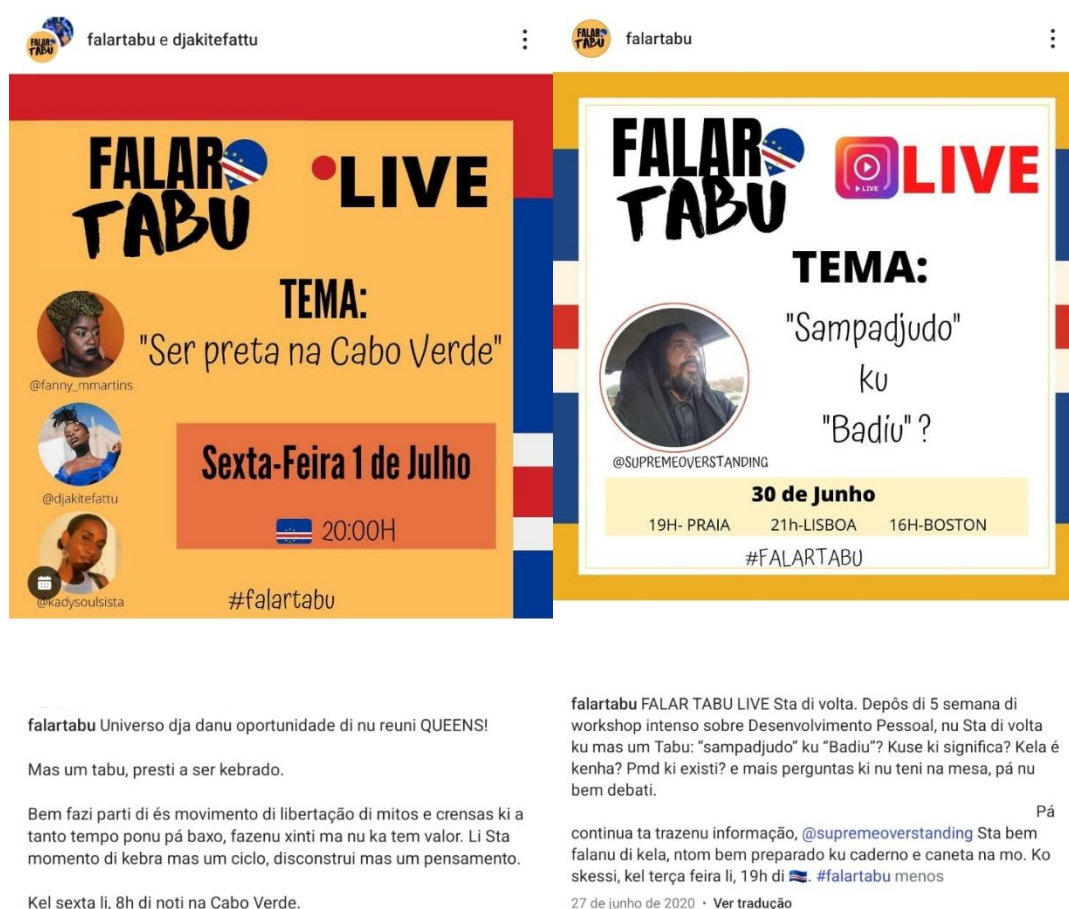 falartabu e djakitefattu
FALAR
TABU
LIVE
TEMA:
"Ser preta na Cabo Verde"
@fanny_mmartins
@djakitefattu
@kadysoulsista
Sexta-Feira 1 de Julho
20:00H
#falartabu
falartabu Universo dja danu oportunidade di nu reuni QUEENS!
Mas um tabu, presti a ser kebrado.
Bem fazi parti di és movimento di libertação di mitos e crensas ki a
tanto tempo ponu pá baxo, fazenu xinti ma nu ka tem valor. Li Sta
momento di kebra mas um ciclo, disconstrui mas um pensamento.
Kel sexta li, 8h di noti na Cabo Verde.
falartabu
FALAR
TABU
LIVE
LIVE
TEMA:
"Sampadjudo"
ku
"Badiu" ?
@SUPREMEOVERSTANDING
30 de Junho
19H- PRAIA 21h-LISBOA 16H-BOSTON
#FALARTABU
falartabu FALAR TABU LIVE Sta di volta. Depôs di 5 semana di
workshop intenso sobre Desenvolvimento Pessoal, nu Sta di volta
ku mas um Tabu: “sampadjudo” ku “Badiu”? Kuse ki significa? Kela é
kenha? Pmd ki existi? e mais perguntas ki nu teni na mesa, pá nu
bem debati.
Pá
continua ta trazenu informação, @supremeoverstanding Sta bem
falanu di kela, ntom bem preparado ku caderno e caneta na mo. Ko
skessi, kel terça feira li, 19h di 🇨🇻. #falartabu menos
27 de junho de 2020 • Ver tradução